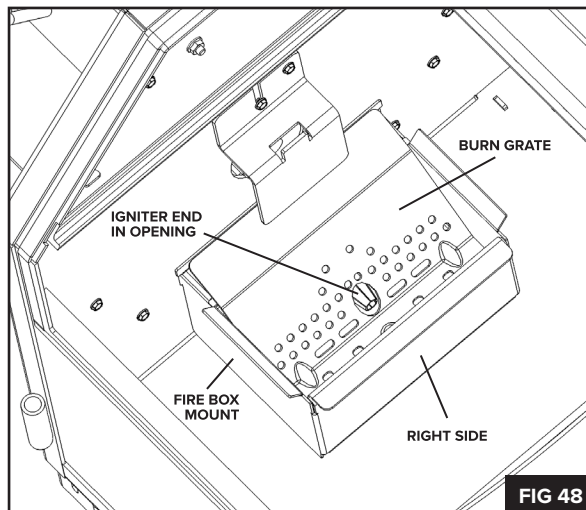 BURN GRATE
IGNITER END
IN OPENING
FIRE BOX
MOUNT
RIGHT SIDE
FIG 48